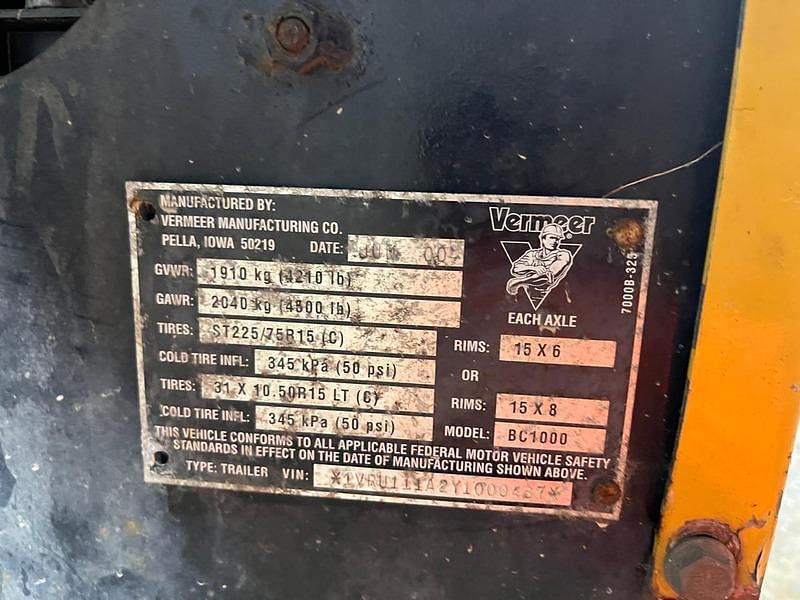 MANUFACTURED BY:
VERMEER MANUFACTURING CO.
PELLA, IOWA 50219 DATE: 00
Vermeer
GVWR: 1910 kg (4210 lb)
GAWR: 2040 kg (4500 lb)
EACH AXLE
7000B-325
TIRES: ST225/75R15 (C) RIMS: 15 X 6
COLD TIRE INFL: 345 kPa (50 psi)
OR
TIRES: 31 X 10.50R15 LT (C) RIMS: 15 X 8
COLD TIRE INFL: 345 kPa (50 psi) MODEL: BC1000
THIS VEHICLE CONFORMS TO ALL APPLICABLE FEDERAL MOTOR VEHICLE SAFETY
STANDARDS IN EFFECT ON THE DATE OF MANUFACTURING SHOWN ABOVE.
TYPE: TRAILER VIN: